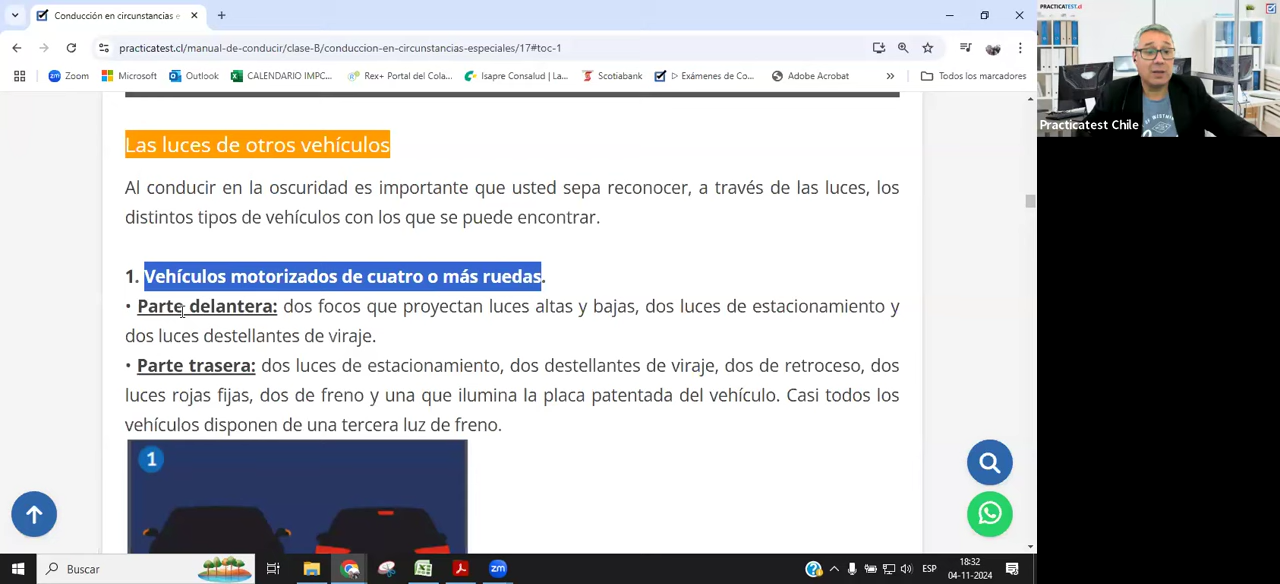 Conducción en circunstancias e
practicatest.cl/manual-de-conducir/clase-B/conduccion-en-circunstancias-especiales/17#toc-1
Zoom
Microsoft
Outlook
CALENDARIO IMPC...
Rex+ Portal del Cola...
Isapre Consalud | La...
Scotiabank
▷ Exámenes de Co...
Adobe Acrobat
»
Todos los marcadores
PRACTICATEST.cl
Practicatest Chile
Las luces de otros vehículos
Al conducir en la oscuridad es importante que usted sepa reconocer, a través de las luces, los
distintos tipos de vehículos con los que se puede encontrar.
1. Vehículos motorizados de cuatro o más ruedas.
• Parte delantera: dos focos que proyectan luces altas y bajas, dos luces de estacionamiento y
dos luces destellantes de viraje.
• Parte trasera: dos luces de estacionamiento, dos destellantes de viraje, dos de retroceso, dos
luces rojas fijas, dos de freno y una que ilumina la placa patentada del vehículo. Casi todos los
vehículos disponen de una tercera luz de freno.
1
Buscar
zm
ESP
18:32
04-11-2024